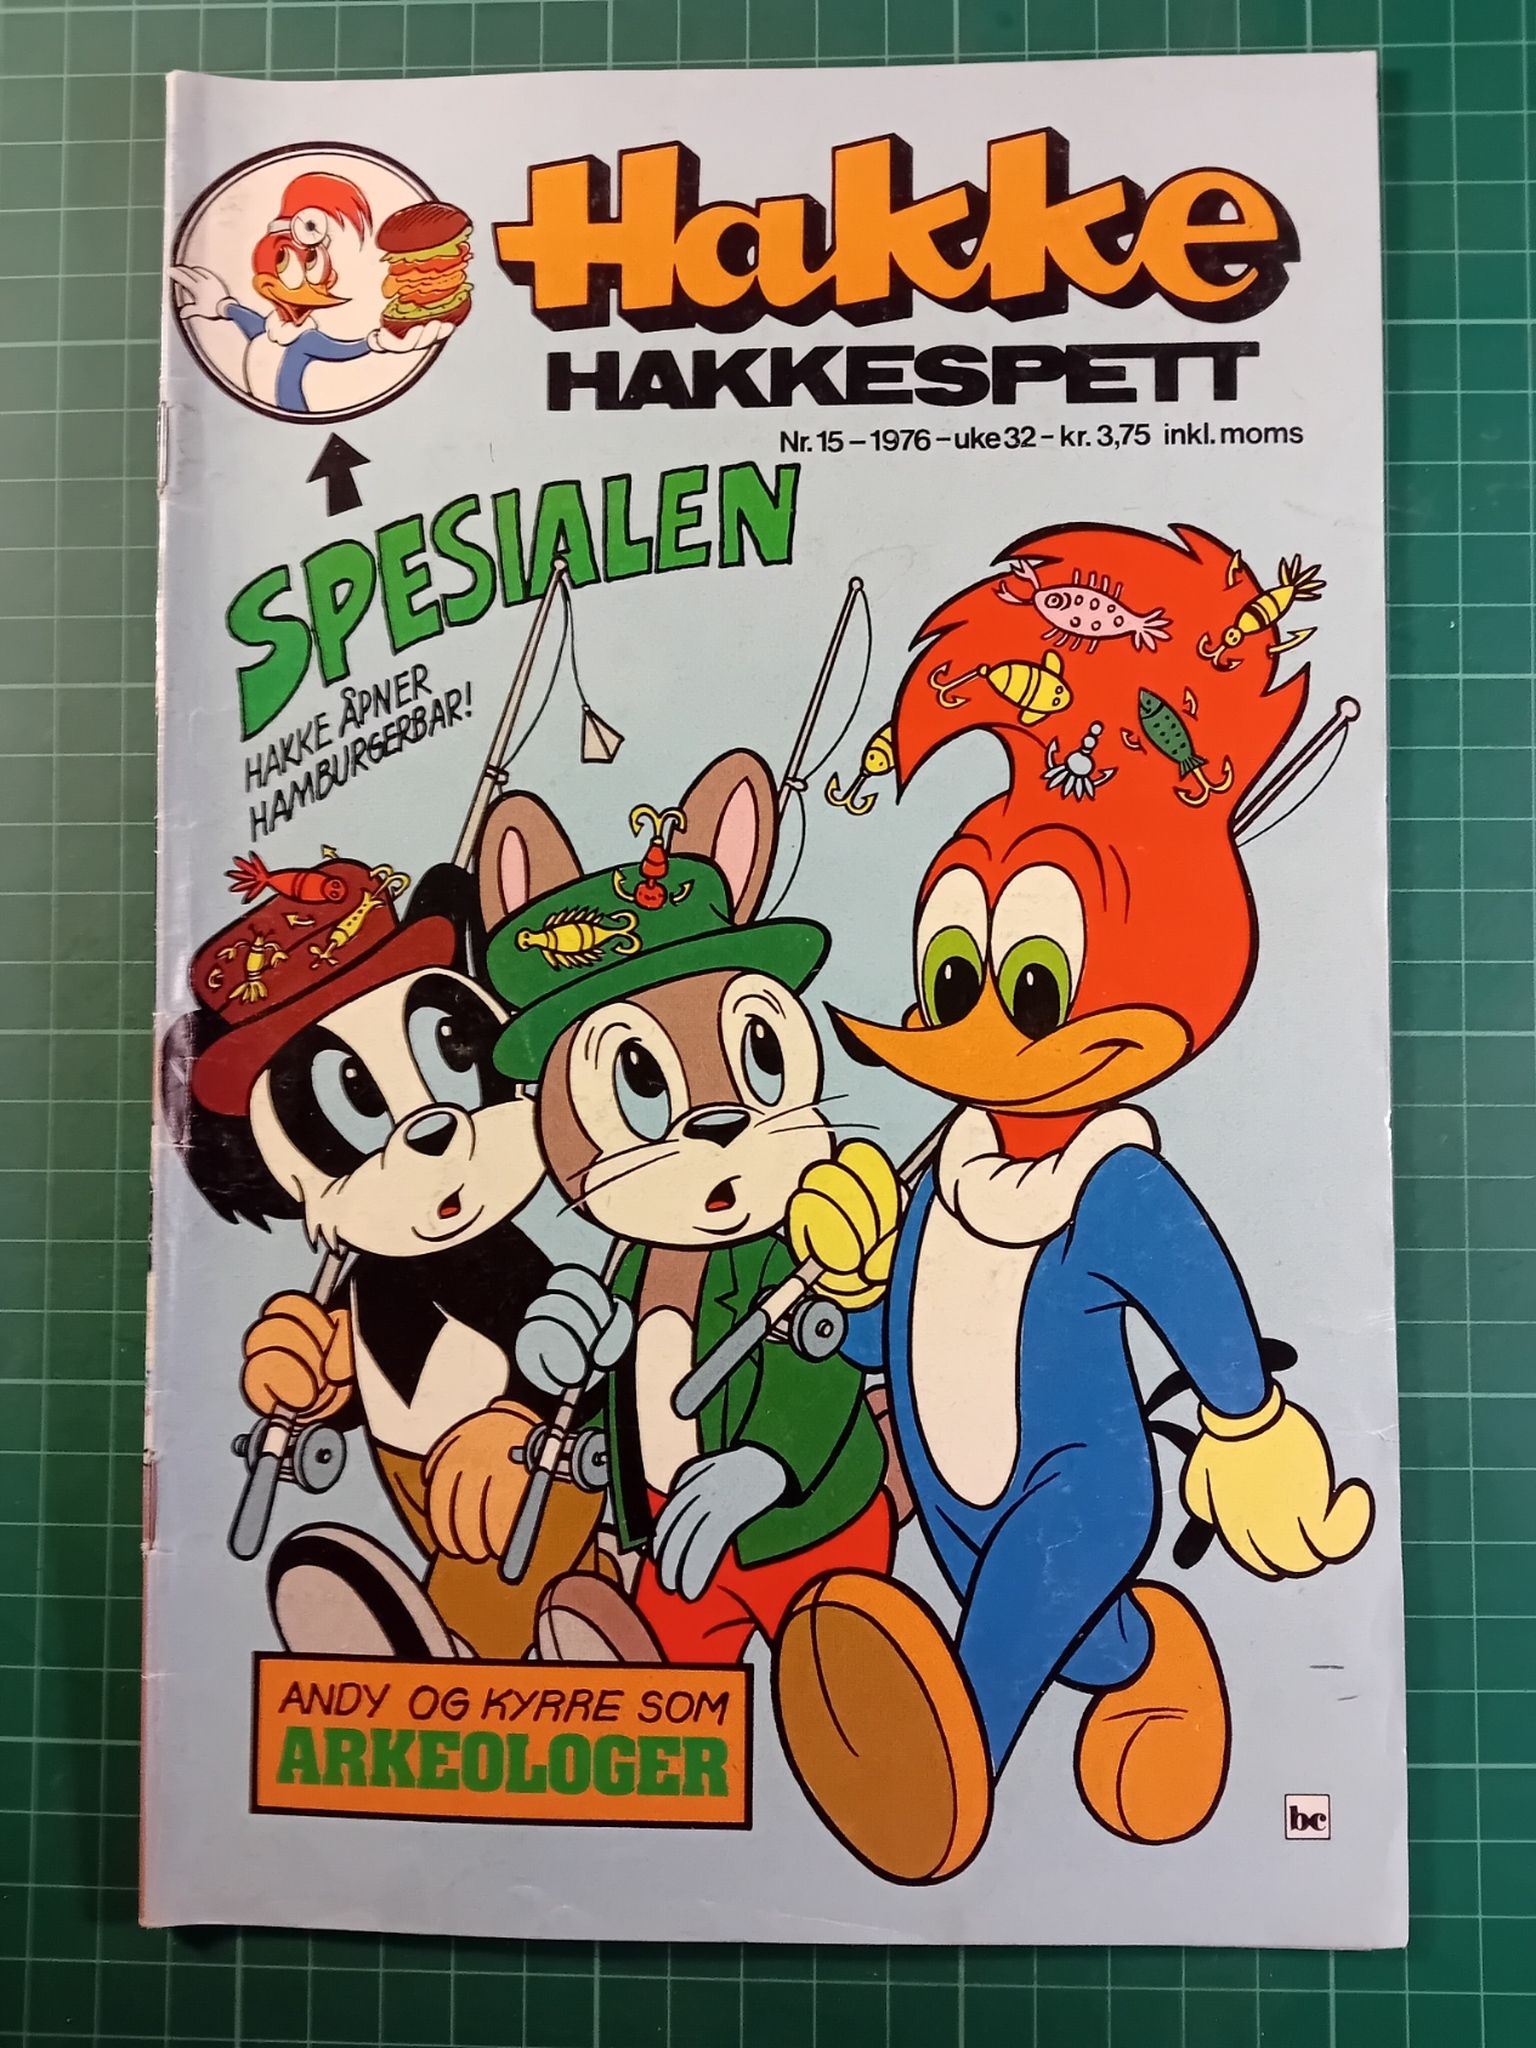 Hakke
HAKKESPETT
Nr. 15 – 1976 – uke 32 – kr. 3,75 inkl. moms
SPESIALEN
HAKKE ÅPNER
HAMBURGERBAR!
ANDY OG KYRRE SOM
ARKEOLOGER
bc